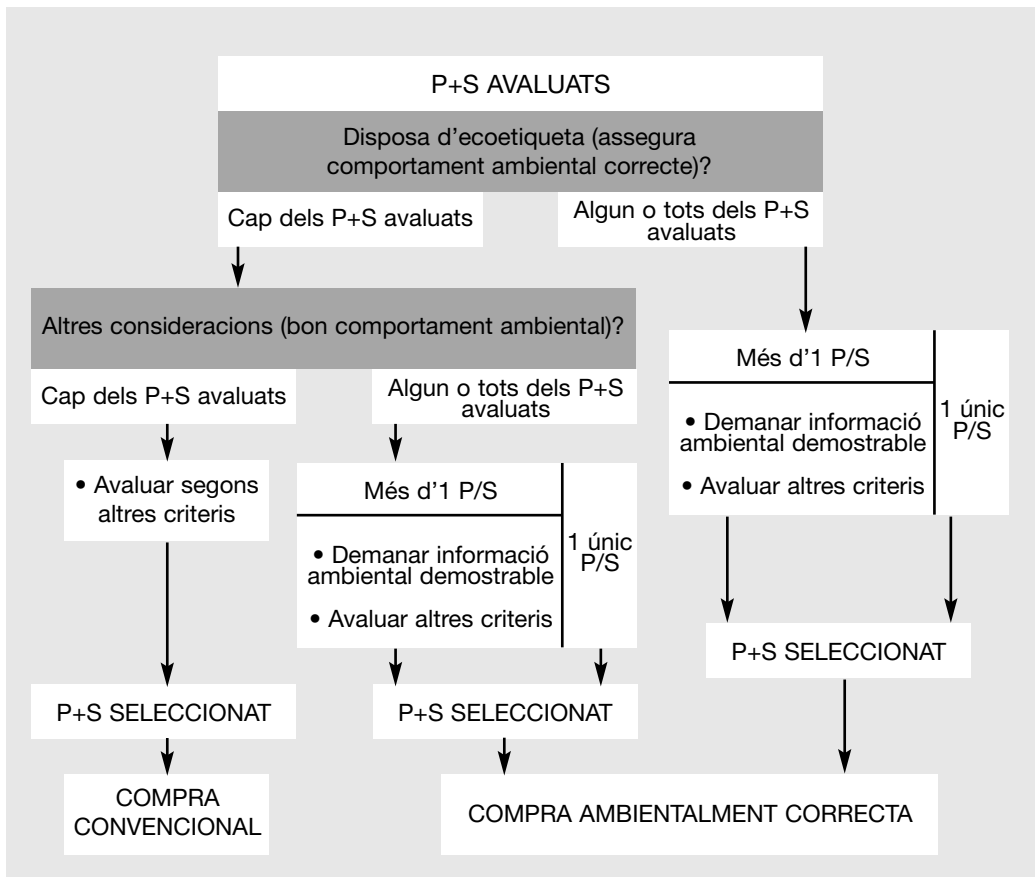 P+S AVALUATS
Disposa d’ecoetiqueta (assegura
comportament ambiental correcte)?
Cap dels P+S avaluats
Algun o tots dels P+S
avaluats
Altres consideracions (bon comportament ambiental)?
Cap dels P+S avaluats
Algun o tots dels P+S
avaluats
Més d’1 P/S
• Demanar informació
ambiental demostrable
• Avaluar altres criteris
1 únic
P/S
• Avaluar segons
altres criteris
Més d’1 P/S
• Demanar informació
ambiental demostrable
• Avaluar altres criteris
1 únic
P/S
P+S SELECCIONAT
P+S SELECCIONAT
P+S SELECCIONAT
COMPRA
CONVENCIONAL
COMPRA AMBIENTALMENT CORRECTA